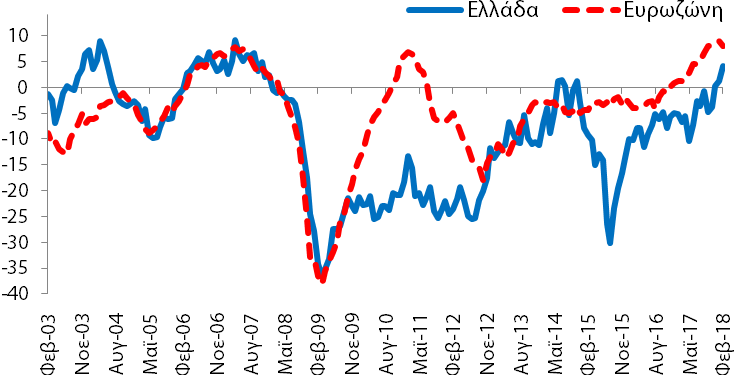 Ελλάδα
Ευρωζώνη
10
5
0
-5
-10
-15
-20
-25
-30
-35
-40
Φεβ-03
Νοε-03
Αυγ-04
Μαϊ-05
Φεβ-06
Νοε-06
Αυγ-07
Μαϊ-08
Φεβ-09
Νοε-09
Αυγ-10
Μαϊ-11
Φεβ-12
Νοε-12
Αυγ-13
Μαϊ-14
Φεβ-15
Νοε-15
Αυγ-16
Μαϊ-17
Φεβ-18